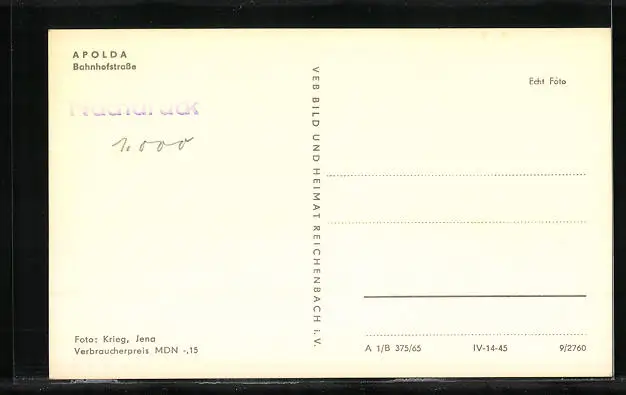 APOLDA
Bahnhofstraße
Nachdruck
1.000
Foto: Krieg, Jena
Verbraucherpreis MDN -,15
VEB BILD UND HEIMAT REICHENBACH i. V.
Echt Foto
A 1/B 375/65 IV-14-45 9/2760